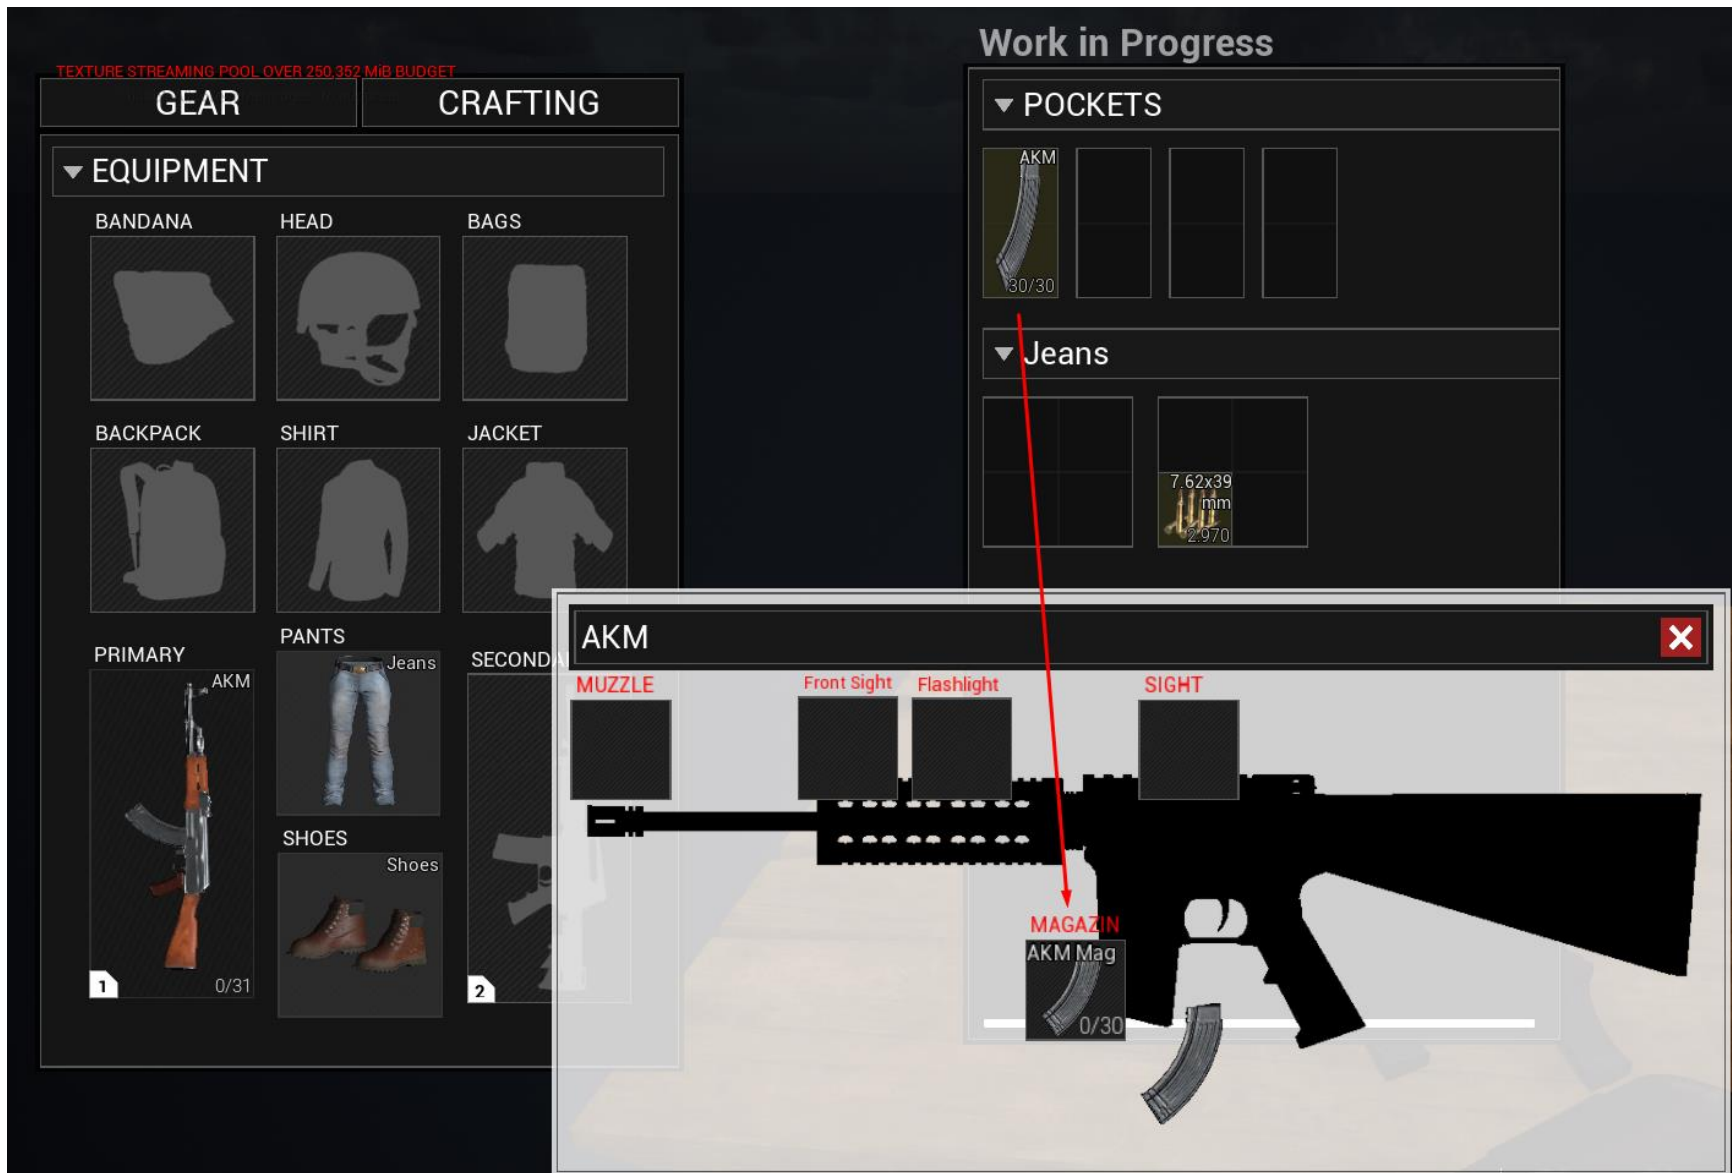 Work in Progress
TEXTURE STREAMING POOL OVER 250,352 MiB BUDGET
GEAR
CRAFTING
EQUIPMENT
BANDANA
HEAD
BAGS
BACKPACK
SHIRT
JACKET
PRIMARY
AKM
1
0/31
PANTS
Jeans
SHOES
Shoes
SECONDA
2
POCKETS
AKM
30/30
Jeans
7.62x39
mm
2.970
AKM
MUZZLE
Front Sight
Flashlight
SIGHT
MAGAZIN
AKM Mag
0/30